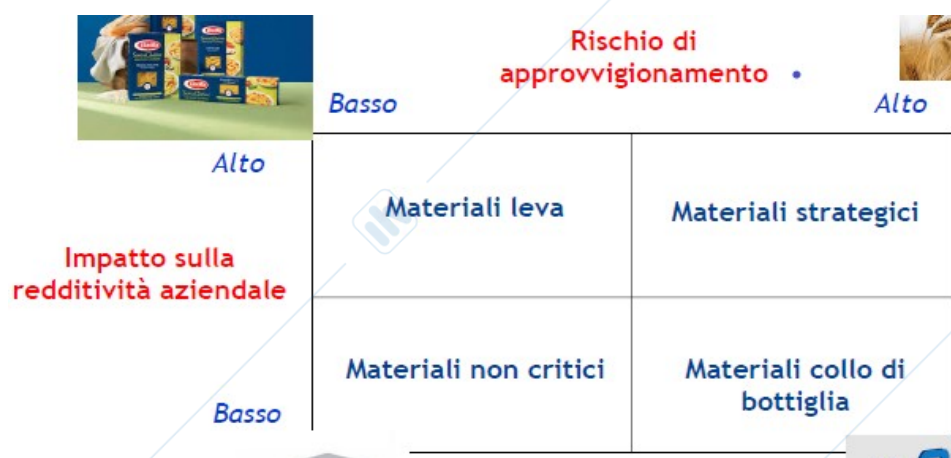 Barilla
Rischio di
approvvigionamento •
Basso
Alto
Alto
Materiali leva
Materiali strategici
Impatto sulla
redditività aziendale
Materiali non critici
Materiali collo di
bottiglia
Basso